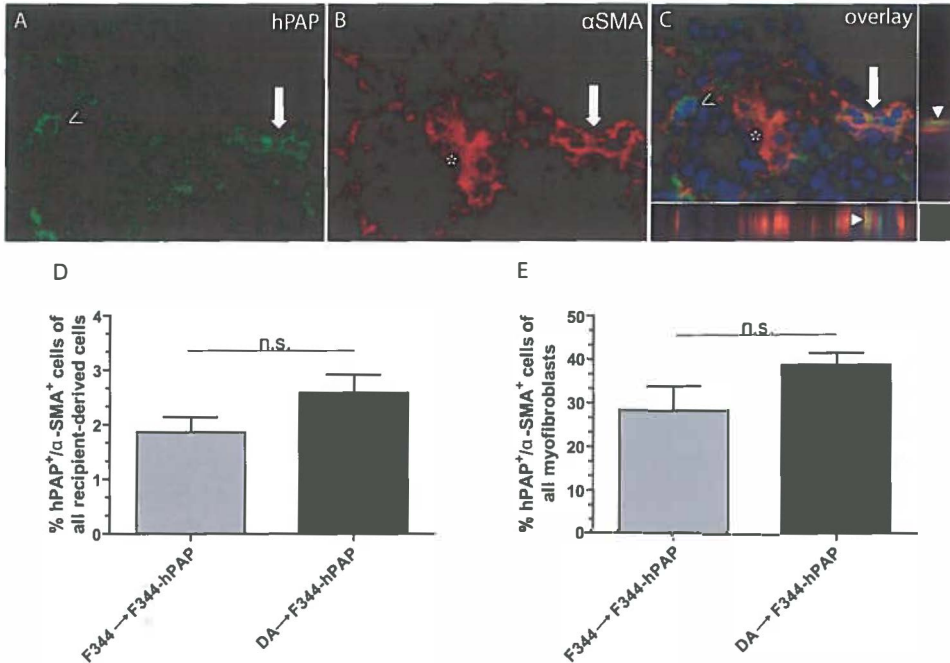 A
hPAP
B
αSMA
C
overlay
D
% hPAP⁺/α-SMA⁺ cells of
all recipient-derived cells
4
3
2
1
0
n.s.
F344→F344-hPAP
DA→F344-hPAP
E
% hPAP⁺/α-SMA⁺ cells of
all myofibroblasts
50
40
30
20
10
0
n.s.
F344→F344-hPAP
DA→F344-hPAP